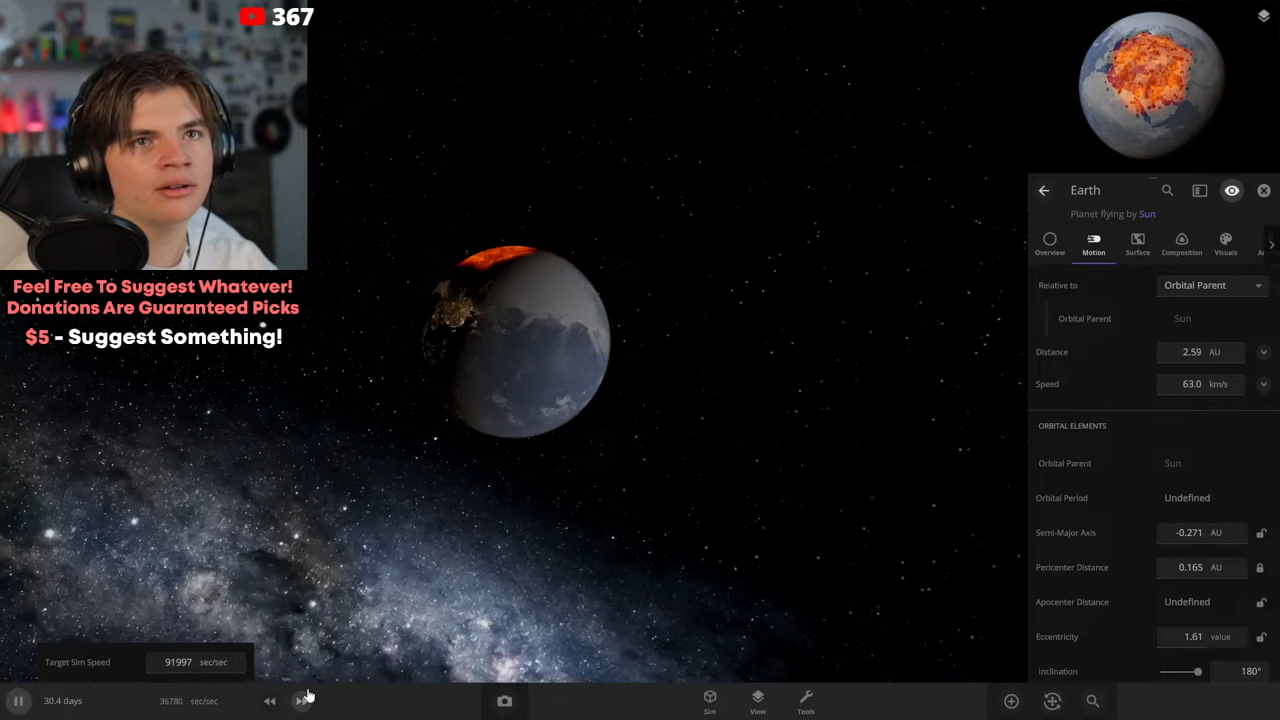 367
Feel Free To Suggest Whatever!
Donations Are Guaranteed Picks
$5 - Suggest Something!
Earth
Planet flying by Sun
Overview Motion Surface Composition Visuals
Relative to Orbital Parent
Orbital Parent Sun
Distance 2.59 AU
Speed 63.0 km/s
ORBITAL ELEMENTS
Orbital Parent Sun
Orbital Period Undefined
Semi-Major Axis -0.271 AU
Pericenter Distance 0.165 AU
Apocenter Distance Undefined
Eccentricity 1.61 value
Inclination 180°
Target Sim Speed 91997 sec/sec
30.4 days 36780 sec/sec
Sim View Tools